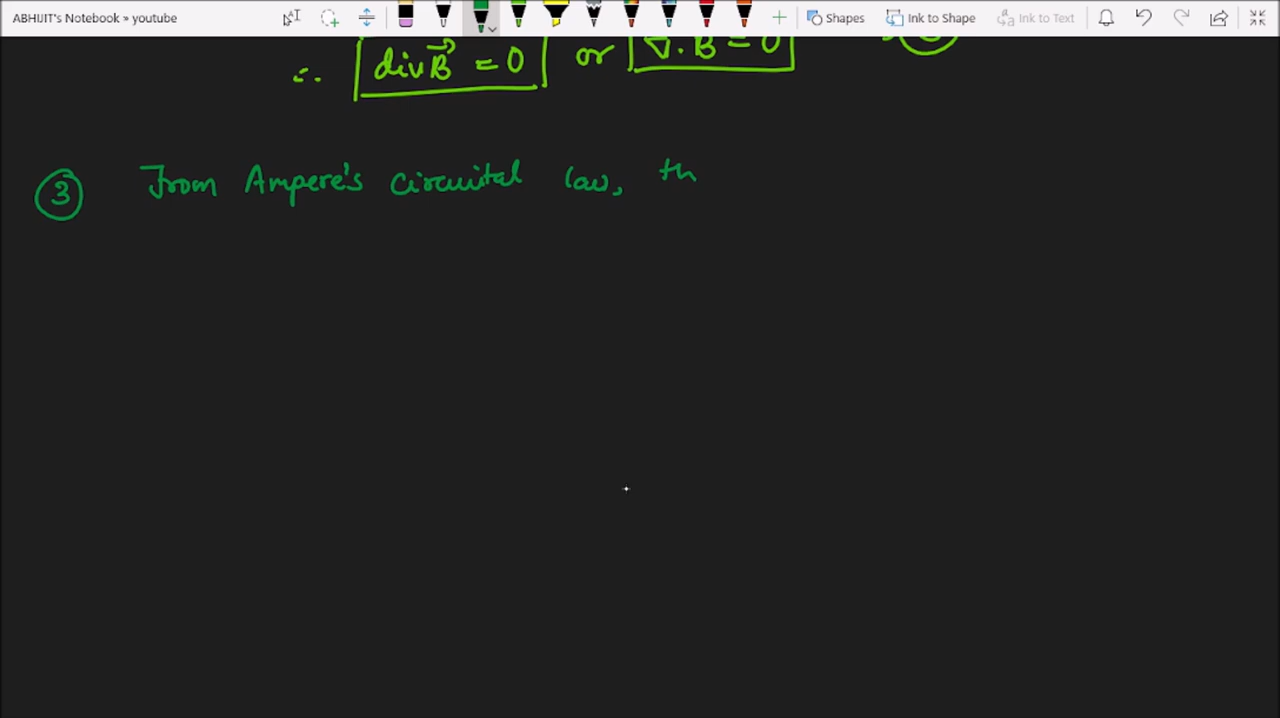 ABHIJIT's Notebook » youtube
Shapes
Ink to Shape
Ink to Text
∴ div B⃗ = 0 or ∇. B = 0
③ From Ampere's circuital law, th